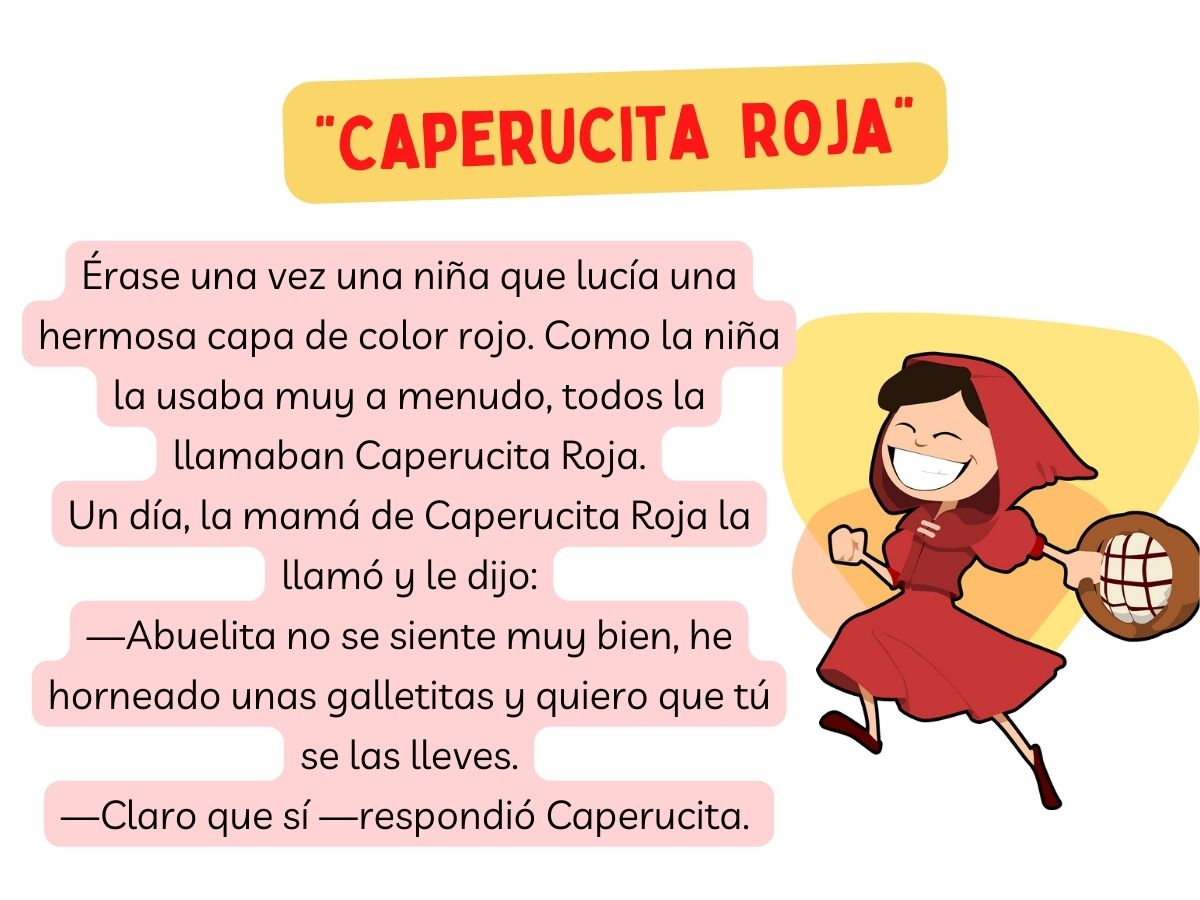 "CAPERUCITA ROJA"
Érase una vez una niña que lucía una
hermosa capa de color rojo. Como la niña
la usaba muy a menudo, todos la
llamaban Caperucita Roja.
Un día, la mamá de Caperucita Roja la
llamó y le dijo:
—Abuelita no se siente muy bien, he
horneado unas galletitas y quiero que tú
se las lleves.
—Claro que sí —respondió Caperucita.